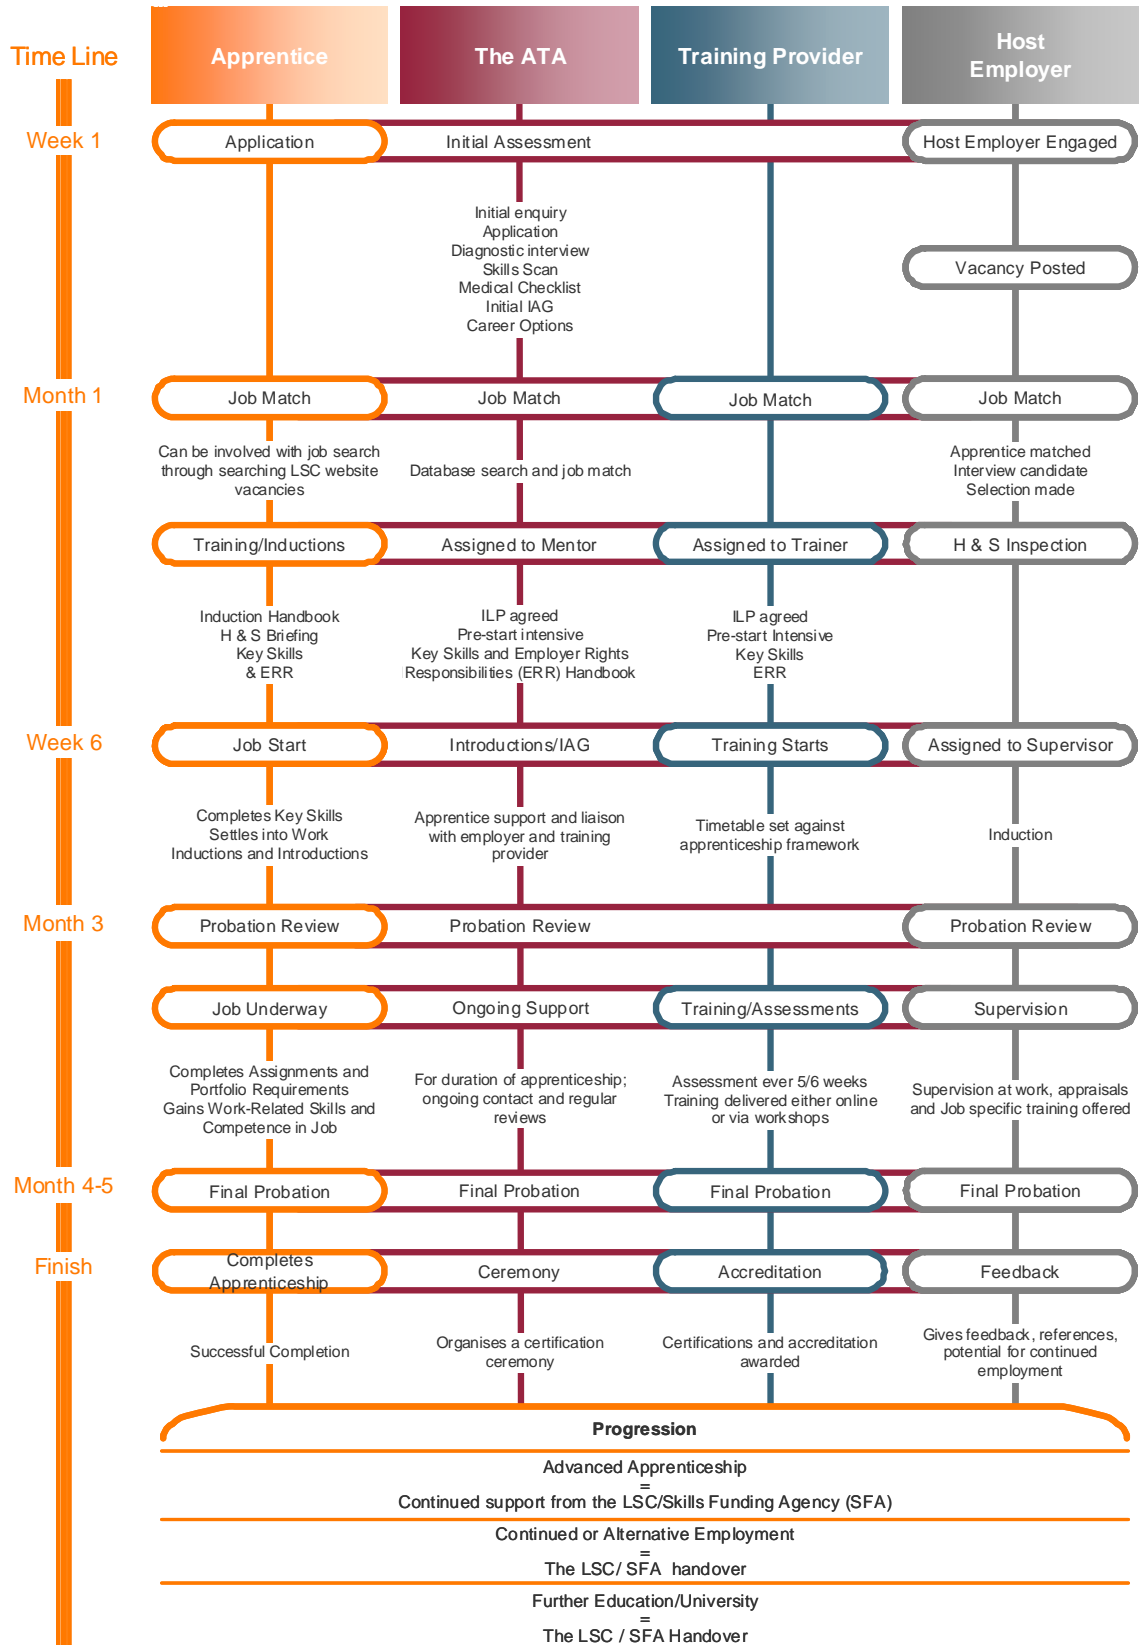 Time Line
Apprentice
The ATA
Training Provider
Host
Employer
Week 1
Application
Initial Assessment
Host Employer Engaged
Initial enquiry
Application
Diagnostic interview
Skills Scan
Medical Checklist
Initial IAG
Career Options
Vacancy Posted
Month 1
Job Match
Job Match
Job Match
Job Match
Can be involved with job search
through searching LSC website
vacancies
Database search and job match
Apprentice matched
Interview candidate
Selection made
Training/Inductions
Assigned to Mentor
Assigned to Trainer
H & S Inspection
Induction Handbook
H & S Briefing
Key Skills
& ERR
ILP agreed
Pre-start intensive
Key Skills and Employer Rights
Responsibilities (ERR) Handbook
ILP agreed
Pre-start Intensive
Key Skills
ERR
Week 6
Job Start
Introductions/IAG
Training Starts
Assigned to Supervisor
Completes Key Skills
Settles into Work
Inductions and Introductions
Apprentice support and liaison
with employer and training
provider
Timetable set against
apprenticeship framework
Induction
Month 3
Probation Review
Probation Review
Probation Review
Job Underway
Ongoing Support
Training/Assessments
Supervision
Completes Assignments and
Portfolio Requirements
Gains Work-Related Skills and
Competence in Job
For duration of apprenticeship;
ongoing contact and regular
reviews
Assessment ever 5/6 weeks
Training delivered either online
or via workshops
Supervision at work, appraisals
and Job specific training offered
Month 4-5
Final Probation
Final Probation
Final Probation
Final Probation
Finish
Completes
Apprenticeship
Ceremony
Accreditation
Feedback
Successful Completion
Organises a certification
ceremony
Certifications and accreditation
awarded
Gives feedback, references,
potential for continued
employment
Progression
Advanced Apprenticeship
=
Continued support from the LSC/Skills Funding Agency (SFA)
Continued or Alternative Employment
=
The LSC/ SFA handover
Further Education/University
=
The LSC / SFA Handover